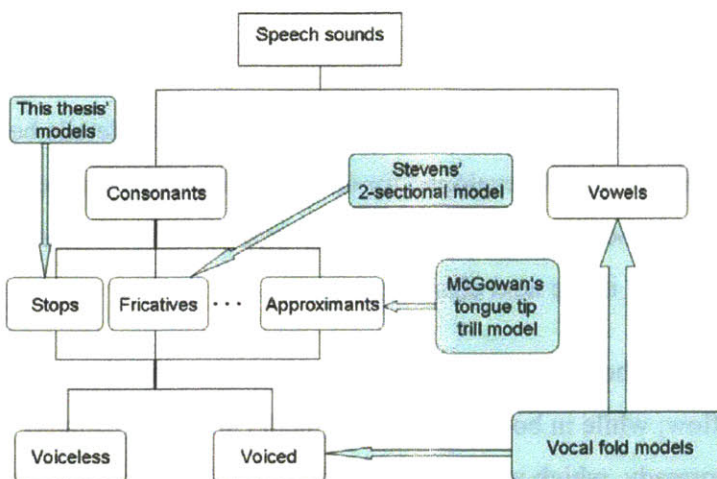 Speech sounds
This thesis'
models
Stevens'
2-sectional model
Consonants
Vowels
McGowan's
tongue tip
trill model
Stops
Fricatives
...
Approximants
Voiceless
Voiced
Vocal fold models